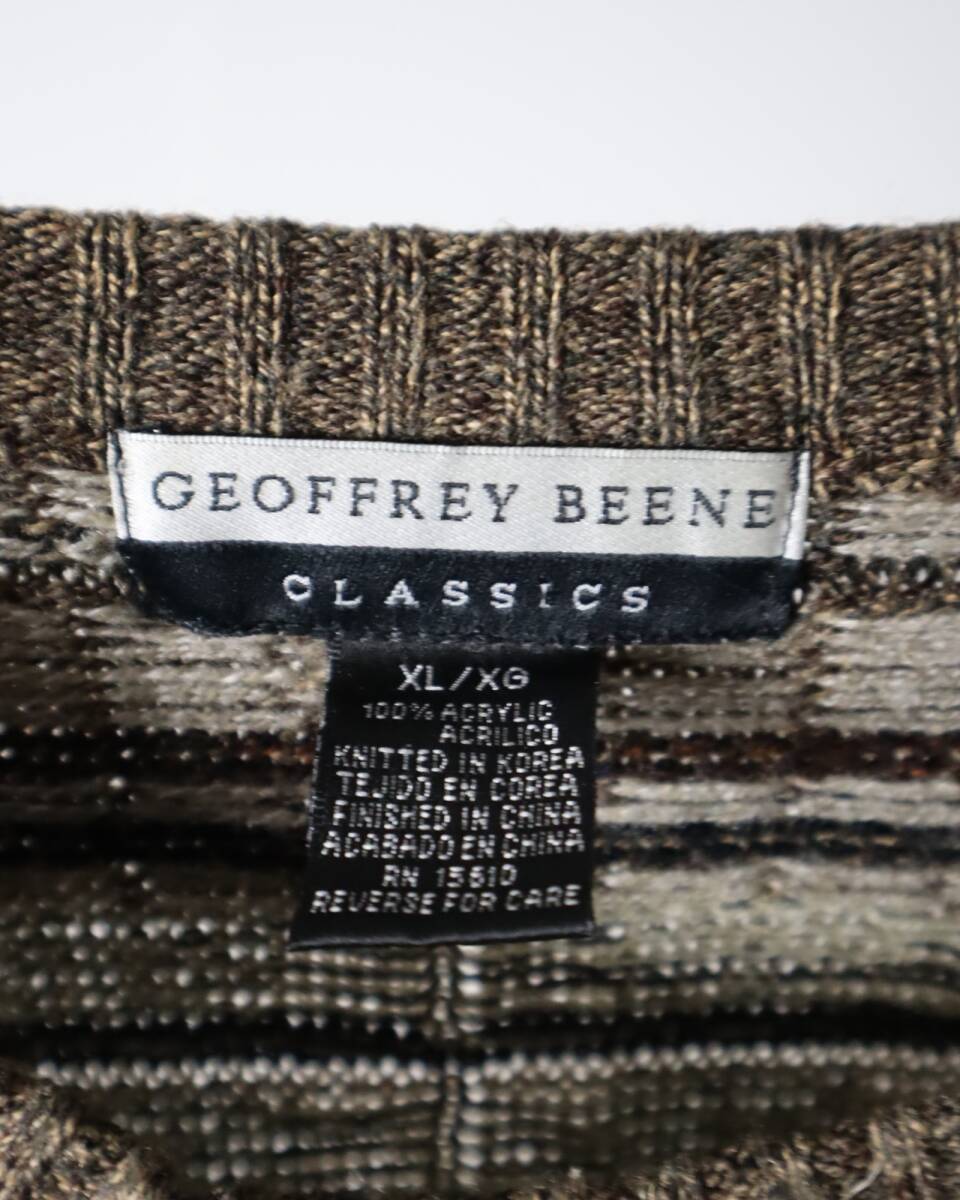 GEOFFREY BEENE
CLASSICS
XL/XG
100% ACRYLIC
ACRILICO
KNITTED IN KOREA
TEJIDO EN COREA
FINISHED IN CHINA
ACABADO EN CHINA
RN 15610
REVERSE FOR CARE